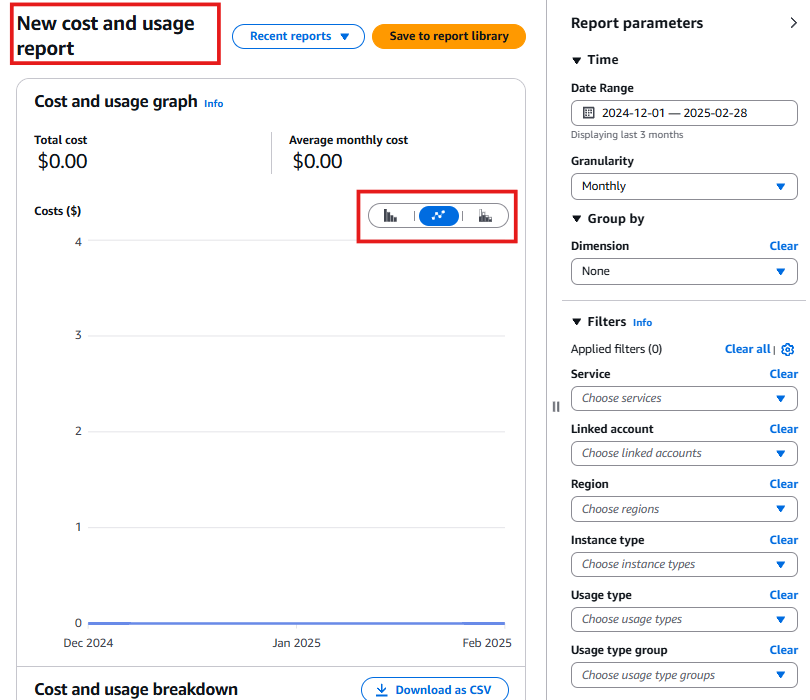 New cost and usage
report
Recent reports
Save to report library
Cost and usage graph Info
Total cost
$0.00
Average monthly cost
$0.00
Costs ($)
4
3
2
1
0
Dec 2024
Jan 2025
Feb 2025
Cost and usage breakdown
Download as CSV
Report parameters
Time
Date Range
2024-12-01 — 2025-02-28
Displaying last 3 months
Granularity
Monthly
Group by
Dimension Clear
None
Filters Info
Applied filters (0) Clear all |
Service Clear
Choose services
Linked account Clear
Choose linked accounts
Region Clear
Choose regions
Instance type Clear
Choose instance types
Usage type Clear
Choose usage types
Usage type group Clear
Choose usage type groups